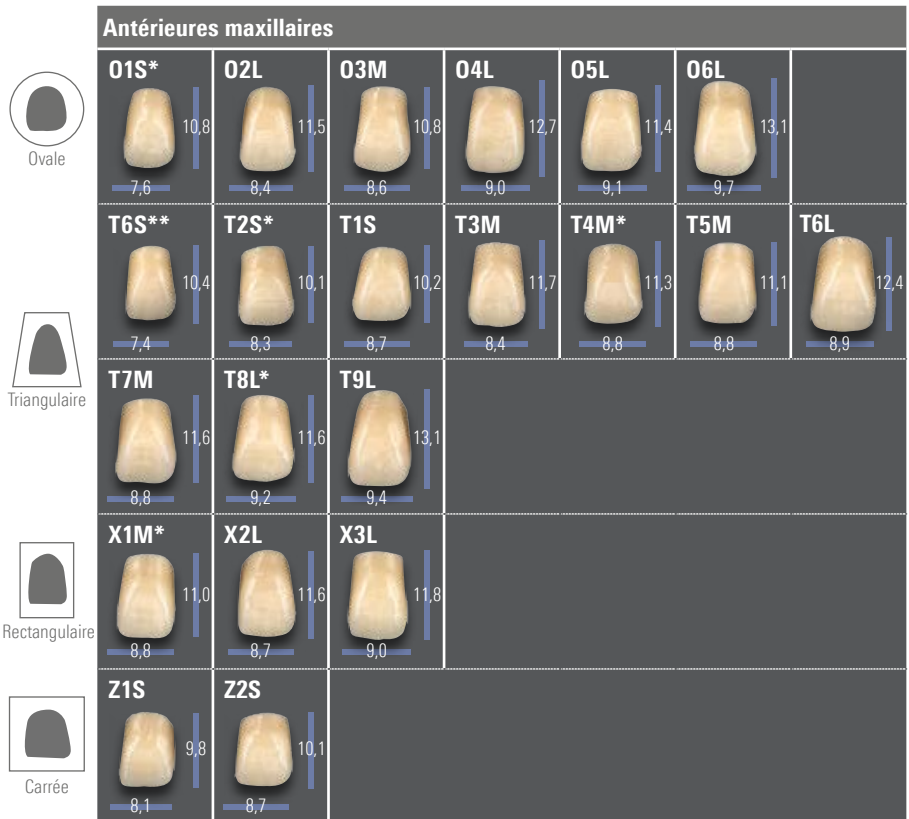 Antérieures maxillaires
O1S* O2L O3M O4L O5L O6L
10,8 11,5 10,8 12,7 11,4 13,1
Ovale
7,6 8,4 8,6 9,0 9,1 9,7
T6S** T2S* T1S T3M T4M* T5M T6L
10,4 10,1 10,2 11,7 11,3 11,1 12,4
7,4 8,3 8,7 8,4 8,8 8,8 8,9
Triangulaire
T7M T8L* T9L
11,6 11,6 13,1
8,8 9,2 9,4
X1M* X2L X3L
11,0 11,6 11,8
Rectangulaire
8,8 8,7 9,0
Z1S Z2S
9,8 10,1
Carrée
8,1 8,7